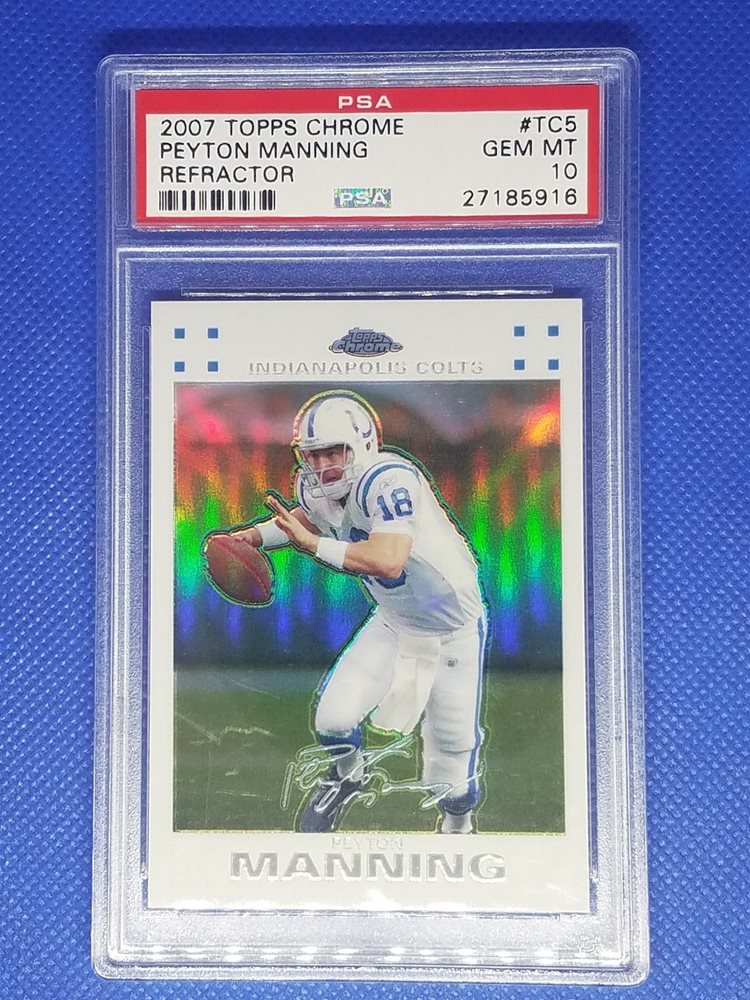 PSA
2007 TOPPS CHROME #TC5
PEYTON MANNING GEM MT
REFRACTOR 10
PSA 27185916
Topps
Chrome
INDIANAPOLIS COLTS
18
18
PEYTON
MANNING